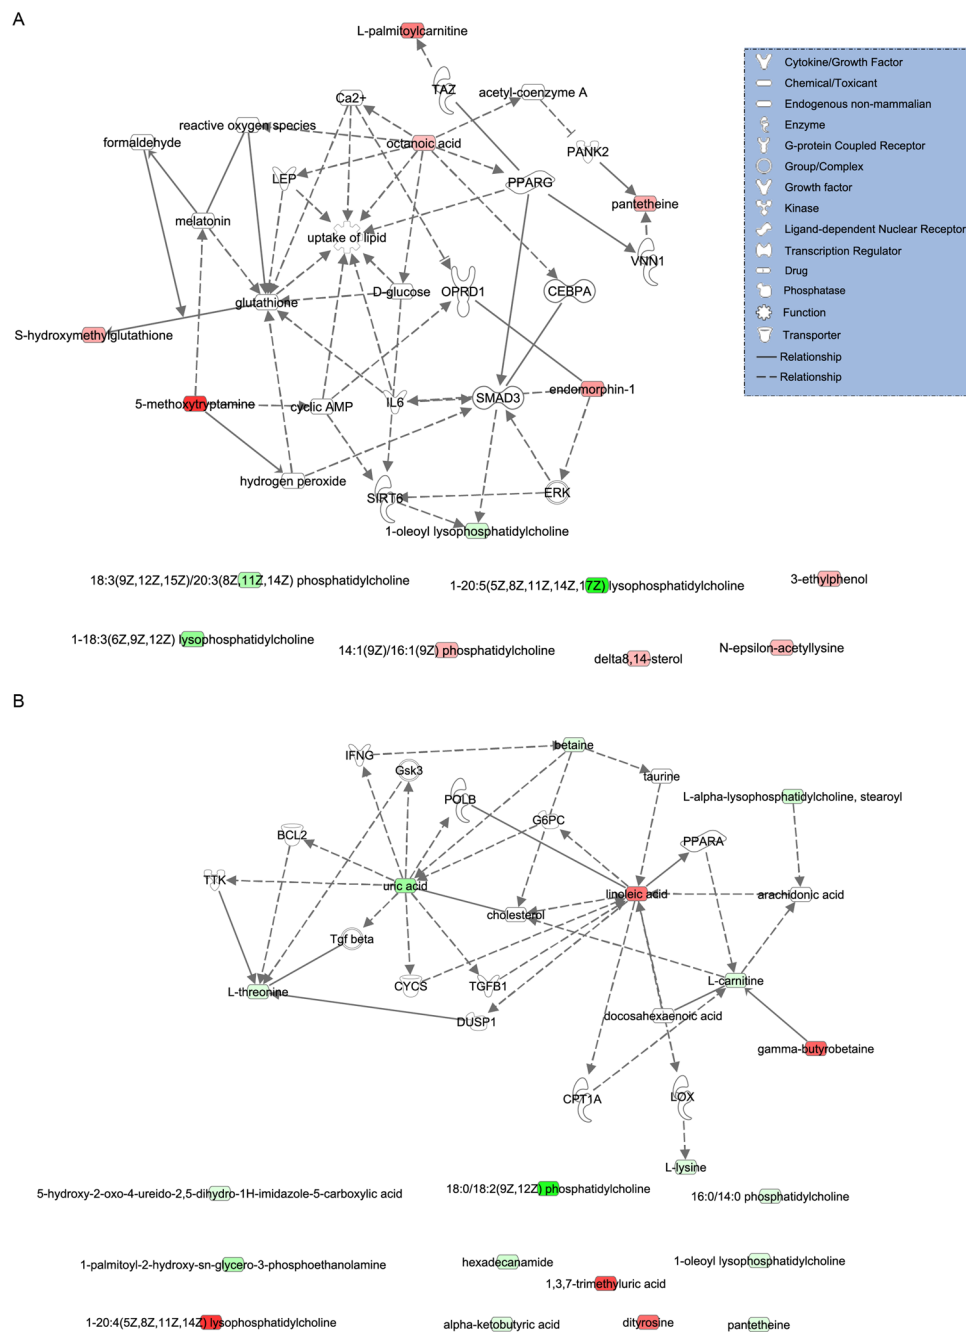 A
L-palmitoylcarnitine
TAZ
acetyl-coenzyme A
Ca2+
reactive oxygen species
formaldehyde
octanoic acid
PANK2
LEP
PPARG
pantetheine
melatonin
uptake of lipid
VNN1
D-glucose
OPRD1
CEBPA
glutathione
S-hydroxymethylglutathione
endomorphin-1
5-methoxytryptamine
cyclic AMP
IL6
SMAD3
hydrogen peroxide
SIRT6
ERK
1-oleoyl lysophosphatidylcholine
18:3(9Z,12Z,15Z)/20:3(8Z,11Z,14Z) phosphatidylcholine
1-20:5(5Z,8Z,11Z,14Z,17Z) lysophosphatidylcholine
3-ethylphenol
1-18:3(6Z,9Z,12Z) lysophosphatidylcholine
14:1(9Z)/16:1(9Z) phosphatidylcholine
delta8,14-sterol
N-epsilon-acetyllysine
Cytokine/Growth Factor
Chemical/Toxicant
Endogenous non-mammalian
Enzyme
G-protein Coupled Receptor
Group/Complex
Growth factor
Kinase
Ligand-dependent Nuclear Receptor
Transcription Regulator
Drug
Phosphatase
Function
Transporter
Relationship
Relationship
B
betaine
IFNG
Gsk3
taurine
POLB
L-alpha-lysophosphatidylcholine, stearoyl
G6PC
BCL2
PPARA
TTK
uric acid
linoleic acid
arachidonic acid
cholesterol
Tgf beta
L-carnitine
L-threonine
CYCS
TGFB1
DUSP1
docosahexaenoic acid
gamma-butyrobetaine
CPT1A
LOX
L-lysine
5-hydroxy-2-oxo-4-ureido-2,5-dihydro-1H-imidazole-5-carboxylic acid
18:0/18:2(9Z,12Z) phosphatidylcholine
16:0/14:0 phosphatidylcholine
1-palmitoyl-2-hydroxy-sn-glycero-3-phosphoethanolamine
hexadecanamide
1-oleoyl lysophosphatidylcholine
1,3,7-trimethyluric acid
1-20:4(5Z,8Z,11Z,14Z) lysophosphatidylcholine
alpha-ketobutyric acid
dityrosine
pantetheine